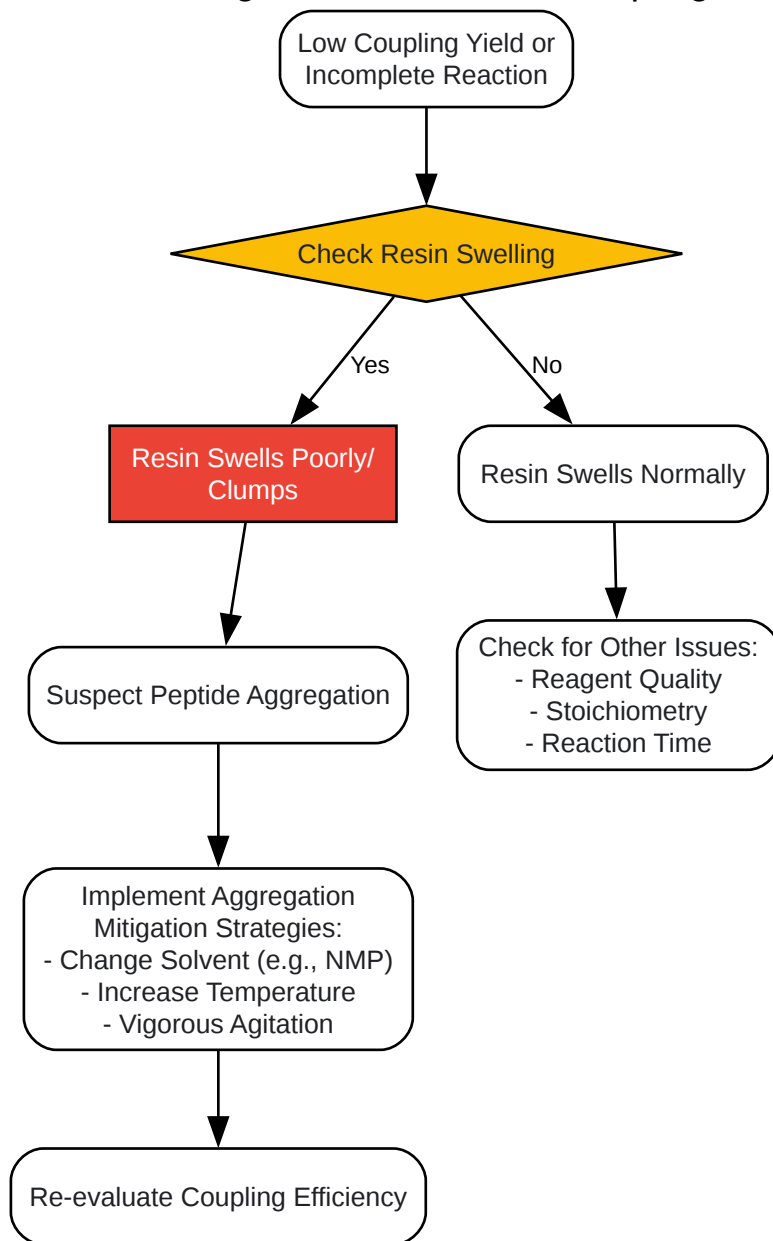 Low Coupling Yield or
Incomplete Reaction
Check Resin Swelling
Yes
No
Resin Swells Poorly/
Clumps
Resin Swells Normally
Suspect Peptide Aggregation
Check for Other Issues:
- Reagent Quality
- Stoichiometry
- Reaction Time
Implement Aggregation
Mitigation Strategies:
- Change Solvent (e.g., NMP)
- Increase Temperature
- Vigorous Agitation
Re-evaluate Coupling Efficiency